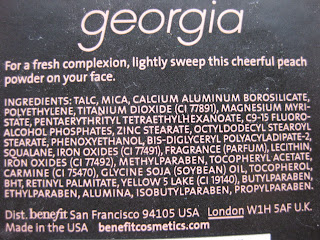 georgia
For a fresh complexion, lightly sweep this cheerful peach
powder on your face.
INGREDIENTS: TALC, MICA, CALCIUM ALUMINUM BOROSILICATE,
POLYETHYLENE, TITANIUM DIOXIDE (CI 77891), MAGNESIUM MYRI-
STATE, PENTAERYTHRITYL TETRAETHYLHEXANOATE, C9-15 FLUORO-
ALCOHOL PHOSPHATES, ZINC STEARATE, OCTYLDODECYL STEAROYL
STEARATE, PHENOXYETHANOL, BIS-DIGLYCERYL POLYACYLADIPATE-2,
SQUALANE, IRON OXIDES (CI 77491), FRAGRANCE (PARFUM), LECITHIN,
IRON OXIDES (CI 77492), METHYLPARABEN, TOCOPHERYL ACETATE,
CARMINE (CI 75470), GLYCINE SOJA (SOYBEAN) OIL, TOCOPHEROL,
BHT, RETINYL PALMITATE, YELLOW 5 LAKE (CI 19140), BUTYLPARABEN,
ETHYLPARABEN, ALUMINA, ISOBUTYLPARABEN, PROPYLPARABEN.
Dist. benefit San Francisco 94105 USA London W1H 5AF U.K.
Made in the USA benefitcosmetics.com